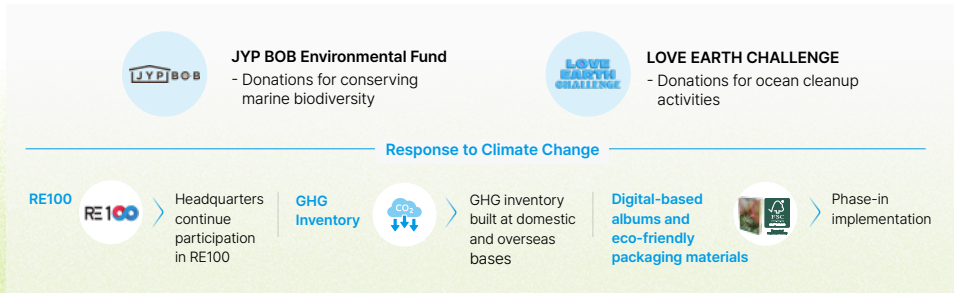 JYP BOB
JYP BOB Environmental Fund
- Donations for conserving
marine biodiversity
LOVE
EARTH
CHALLENGE
LOVE EARTH CHALLENGE
- Donations for ocean cleanup
activities
Response to Climate Change
RE100
RE100
Headquarters
continue
participation
in RE100
GHG
Inventory
CO2
GHG inventory
built at domestic
and overseas
bases
Digital-based
albums and
eco-friendly
packaging materials
FSC
Phase-in
implementation